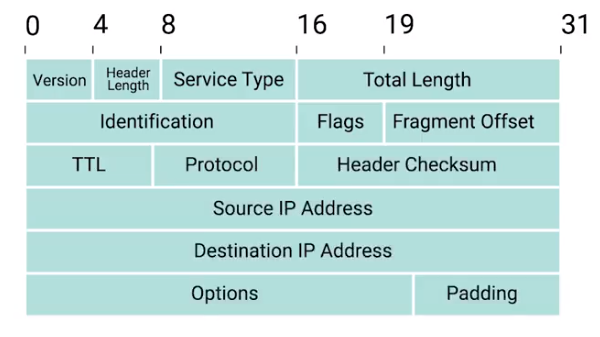 0 4 8 16 19 31
Version Header Length Service Type Total Length
Identification Flags Fragment Offset
TTL Protocol Header Checksum
Source IP Address
Destination IP Address
Options Padding